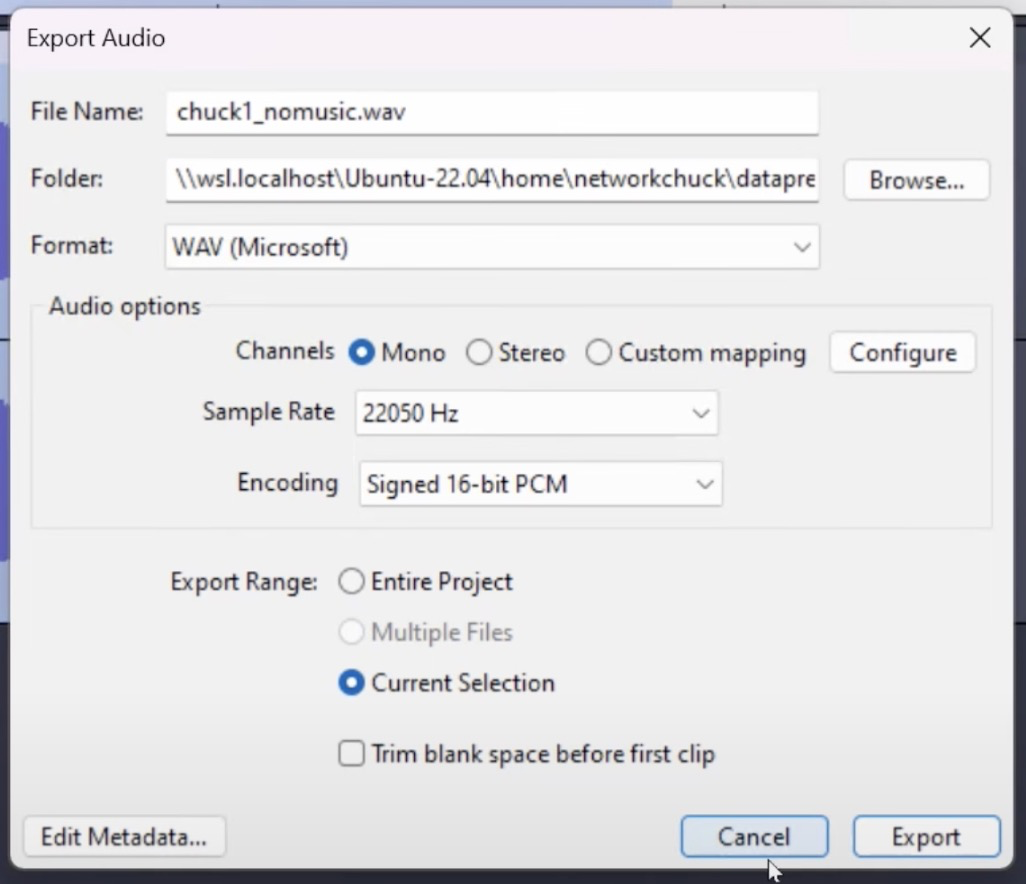 Export Audio
File Name: chuck1_nomusic.wav
Folder: \\wsl.localhost\Ubuntu-22.04\home\networkchuck\datapre Browse...
Format: WAV (Microsoft)
Audio options
Channels Mono Stereo Custom mapping Configure
Sample Rate 22050 Hz
Encoding Signed 16-bit PCM
Export Range: Entire Project
Multiple Files
Current Selection
Trim blank space before first clip
Edit Metadata... Cancel Export